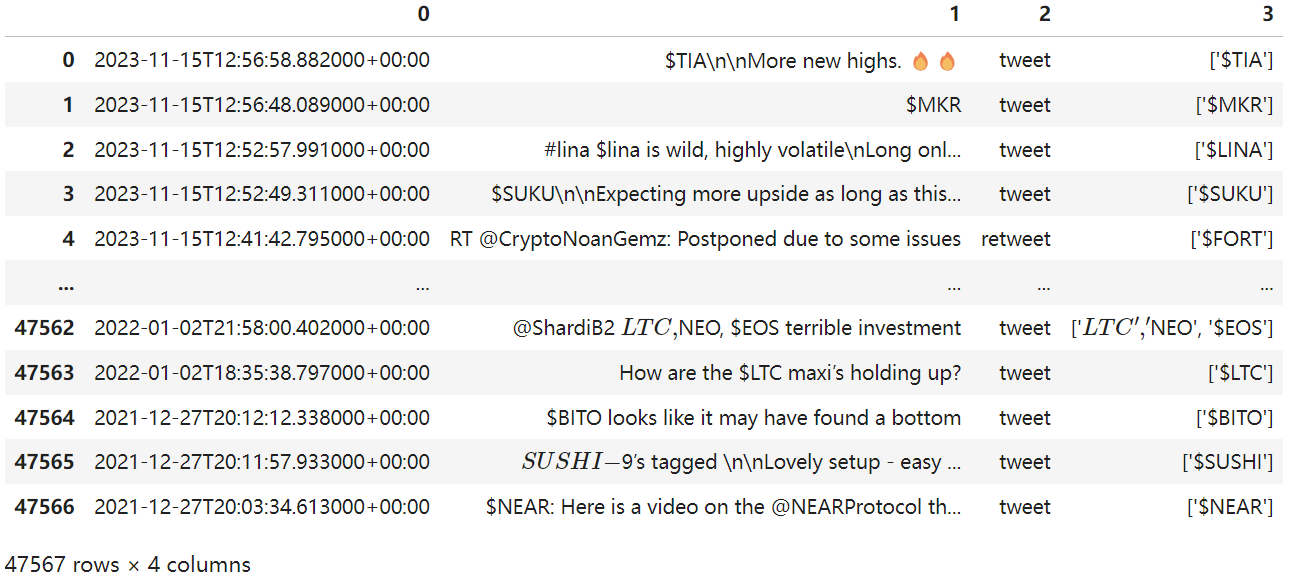 0 1 2 3
0 2023-11-15T12:56:58.882000+00:00 $TIA\n\nMore new highs. 🔥 🔥 tweet ['$TIA']
1 2023-11-15T12:56:48.089000+00:00 $MKR tweet ['$MKR']
2 2023-11-15T12:52:57.991000+00:00 #lina $lina is wild, highly volatile\nLong onl... tweet ['$LINA']
3 2023-11-15T12:52:49.311000+00:00 $SUKU\n\nExpecting more upside as long as this... tweet ['$SUKU']
4 2023-11-15T12:41:42.795000+00:00 RT @CryptoNoanGemz: Postponed due to some issues retweet ['$FORT']
... ... ... ... ...
47562 2022-01-02T21:58:00.402000+00:00 @ShardiB2 LTC,NEO, $EOS terrible investment tweet ['LTC′,′NEO', '$EOS']
47563 2022-01-02T18:35:38.797000+00:00 How are the $LTC maxi’s holding up? tweet ['$LTC']
47564 2021-12-27T20:12:12.338000+00:00 $BITO looks like it may have found a bottom tweet ['$BITO']
47565 2021-12-27T20:11:57.933000+00:00 SUSHI−9’s tagged \n\nLovely setup - easy ... tweet ['$SUSHI']
47566 2021-12-27T20:03:34.613000+00:00 $NEAR: Here is a video on the @NEARProtocol th... tweet ['$NEAR']
47567 rows × 4 columns